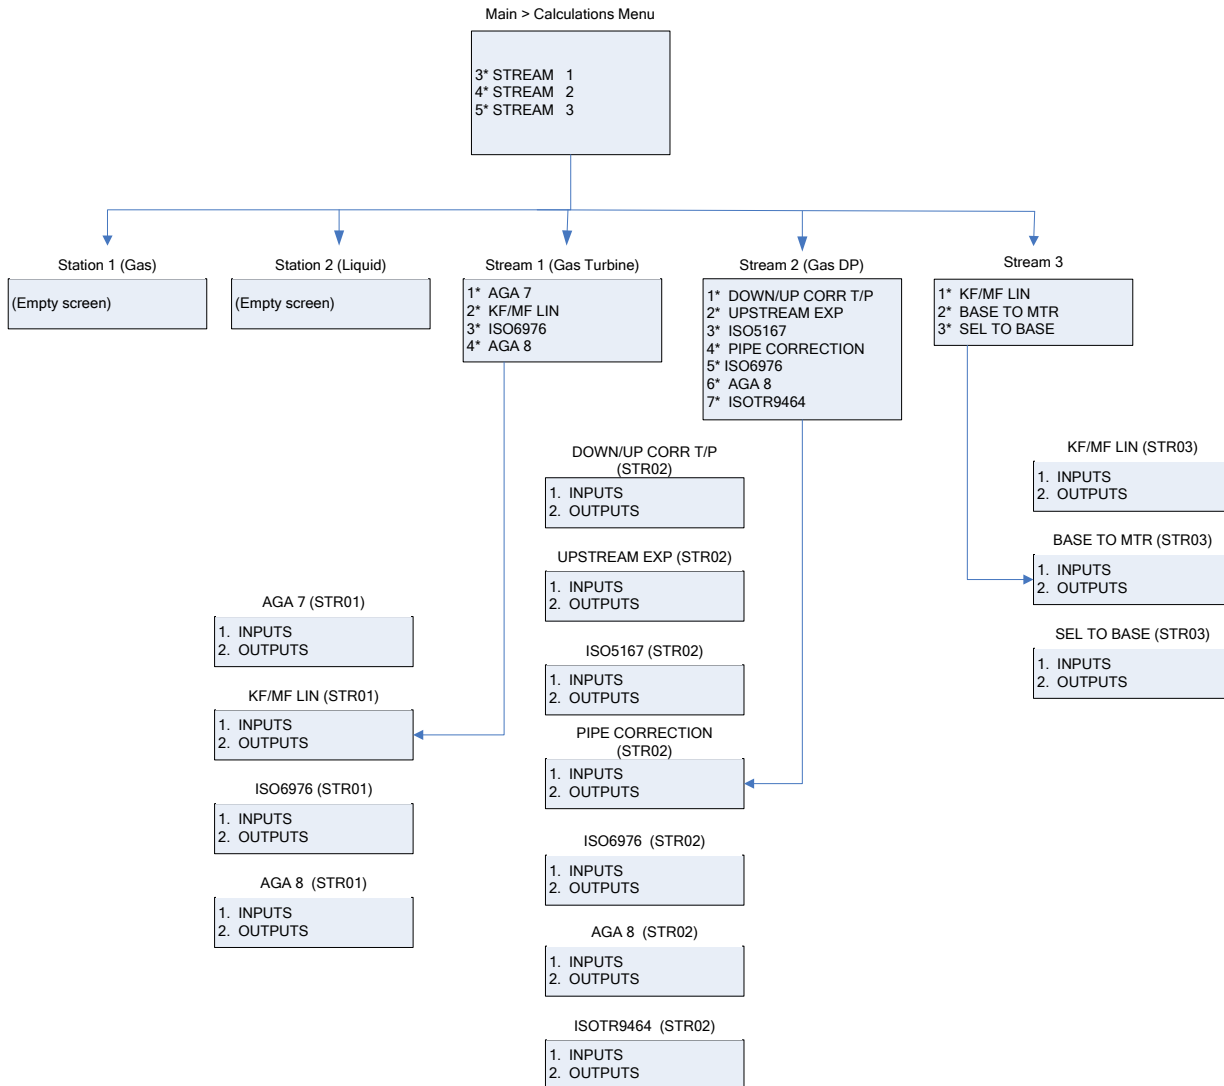 Main > Calculations Menu
3* STREAM 1
4* STREAM 2
5* STREAM 3
Station 1 (Gas)
(Empty screen)
Station 2 (Liquid)
(Empty screen)
Stream 1 (Gas Turbine)
1* AGA 7
2* KF/MF LIN
3* ISO6976
4* AGA 8
Stream 2 (Gas DP)
1* DOWN/UP CORR T/P
2* UPSTREAM EXP
3* ISO5167
4* PIPE CORRECTION
5* ISO6976
6* AGA 8
7* ISOTR9464
Stream 3
1* KF/MF LIN
2* BASE TO MTR
3* SEL TO BASE
AGA 7 (STR01)
1. INPUTS
2. OUTPUTS
KF/MF LIN (STR01)
1. INPUTS
2. OUTPUTS
ISO6976 (STR01)
1. INPUTS
2. OUTPUTS
AGA 8 (STR01)
1. INPUTS
2. OUTPUTS
DOWN/UP CORR T/P
(STR02)
1. INPUTS
2. OUTPUTS
UPSTREAM EXP (STR02)
1. INPUTS
2. OUTPUTS
ISO5167 (STR02)
1. INPUTS
2. OUTPUTS
PIPE CORRECTION
(STR02)
1. INPUTS
2. OUTPUTS
ISO6976 (STR02)
1. INPUTS
2. OUTPUTS
AGA 8 (STR02)
1. INPUTS
2. OUTPUTS
ISOTR9464 (STR02)
1. INPUTS
2. OUTPUTS
KF/MF LIN (STR03)
1. INPUTS
2. OUTPUTS
BASE TO MTR (STR03)
1. INPUTS
2. OUTPUTS
SEL TO BASE (STR03)
1. INPUTS
2. OUTPUTS